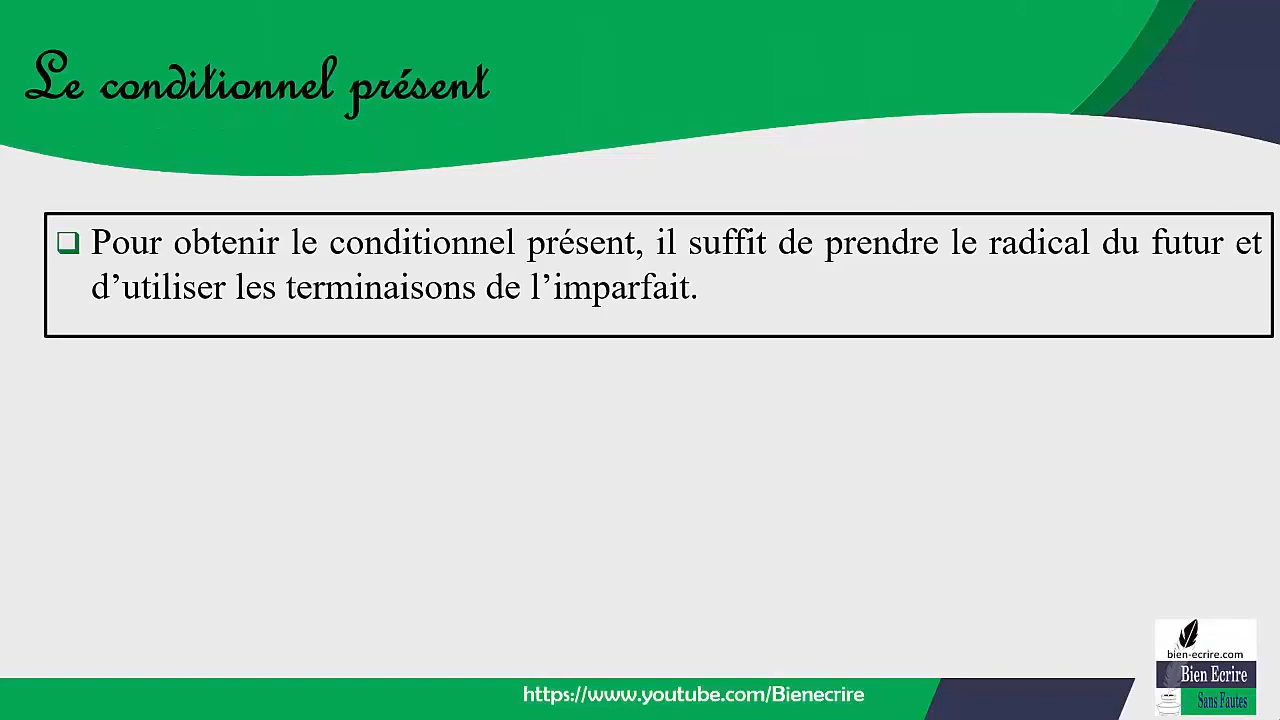 Le conditionnel présent
Pour obtenir le conditionnel présent, il suffit de prendre le radical du futur et
d’utiliser les terminaisons de l’imparfait.
bien-ecrire.com
Bien Ecrire
Sans Fautes
https://www.youtube.com/Bienecrire